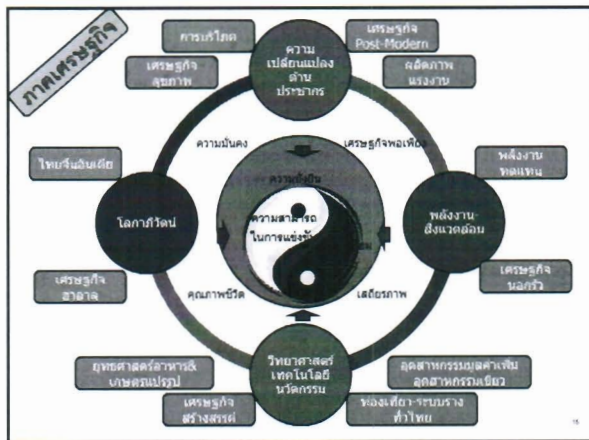 ภาคเศรษฐกิจ
การบริโภค
เศรษฐกิจ
สุขภาพ
ความ
เปลี่ยนแปลง
ด้าน
ประชากร
เศรษฐกิจ
Post-Modern
ผลิตภาพ
แรงงาน
ความมั่นคง
เศรษฐกิจพอเพียง
ไทยจีนอินเดีย
พลังงาน
ทดแทน
ความยั่งยืน
โลกาภิวัตน์
ความสามารถ
ในการแข่งขัน
พลังงาน-
สิ่งแวดล้อม
เศรษฐกิจ
ฮาลาล
คุณภาพชีวิต
เสถียรภาพ
เศรษฐกิจ
นอกรั้ว
ยุทธศาสตร์อาหาร&
เกษตรแปรรูป
วิทยาศาสตร์
เทคโนโลยี
นวัตกรรม
อุตสาหกรรมมูลค่าเพิ่ม
อุตสาหกรรมเขียว
เศรษฐกิจ
สร้างสรรค์
ท่องเที่ยว-ระบบราง
ทั่วไทย
15